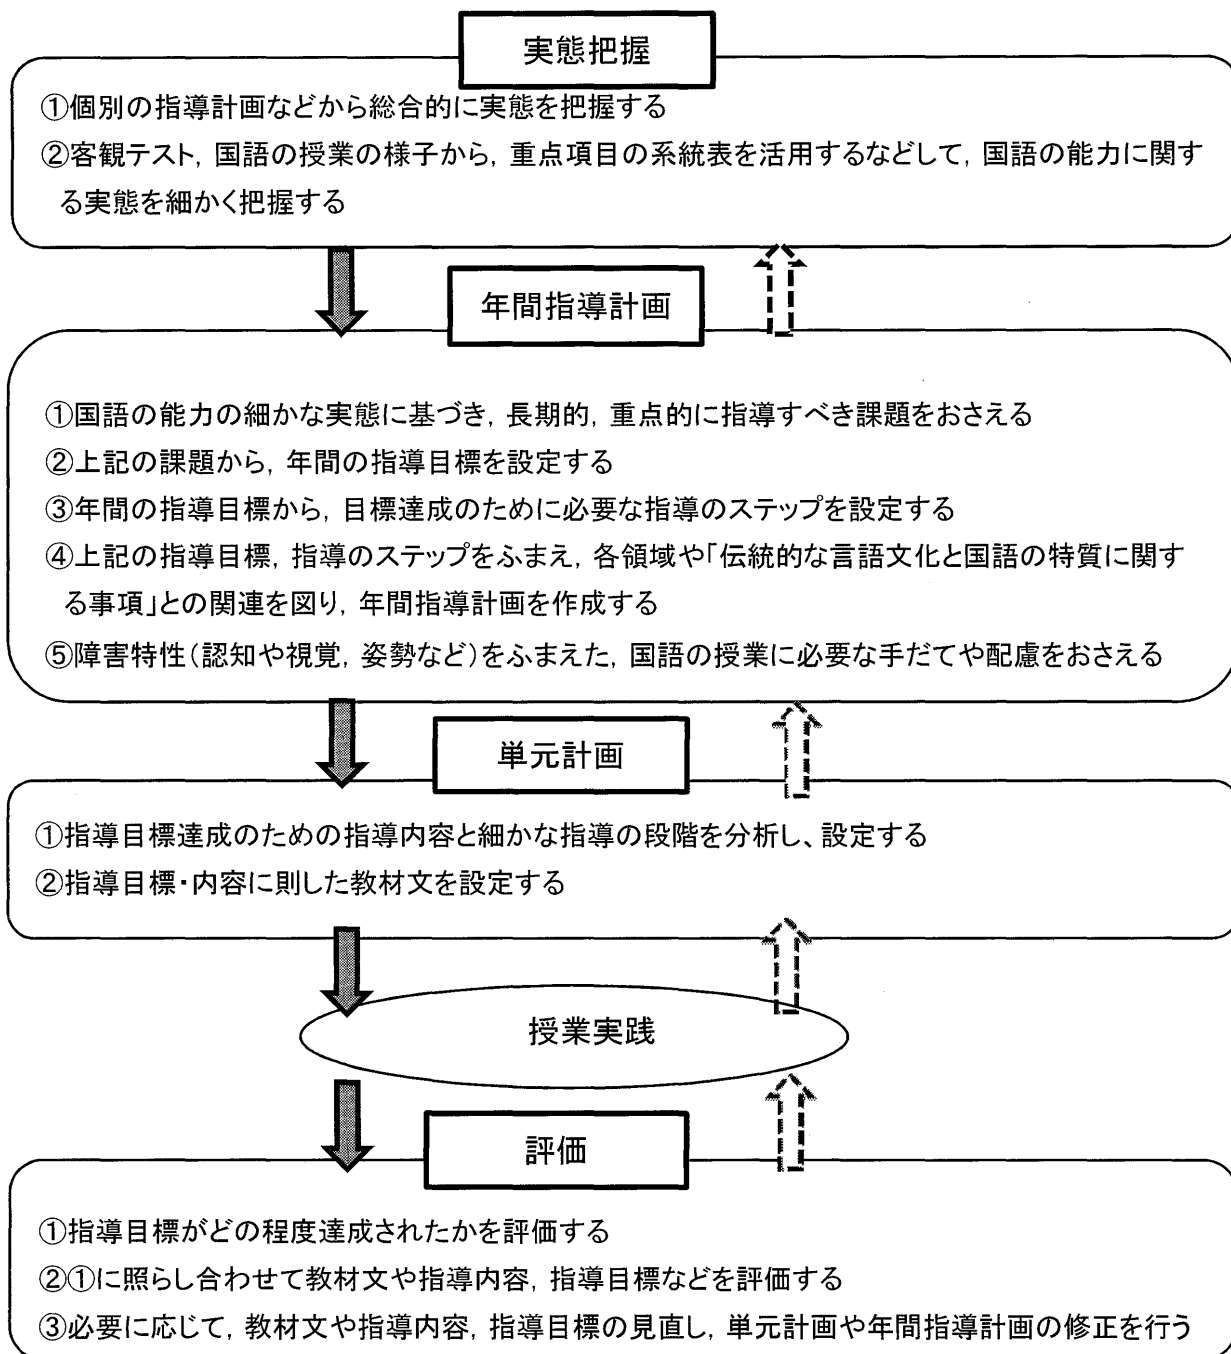 実態把握
①個別の指導計画などから総合的に実態を把握する
②客観テスト，国語の授業の様子から，重点項目の系統表を活用するなどして，国語の能力に関す
る実態を細かく把握する
年間指導計画
①国語の能力の細かな実態に基づき，長期的，重点的に指導すべき課題をおさえる
②上記の課題から，年間の指導目標を設定する
③年間の指導目標から，目標達成のために必要な指導のステップを設定する
④上記の指導目標，指導のステップをふまえ，各領域や「伝統的な言語文化と国語の特質に関す
る事項」との関連を図り，年間指導計画を作成する
⑤障害特性（認知や視覚，姿勢など）をふまえた，国語の授業に必要な手だてや配慮をおさえる
単元計画
①指導目標達成のための指導内容と細かな指導の段階を分析し、設定する
②指導目標・内容に則した教材文を設定する
授業実践
評価
①指導目標がどの程度達成されたかを評価する
②①に照らし合わせて教材文や指導内容，指導目標などを評価する
③必要に応じて，教材文や指導内容，指導目標の見直し，単元計画や年間指導計画の修正を行う